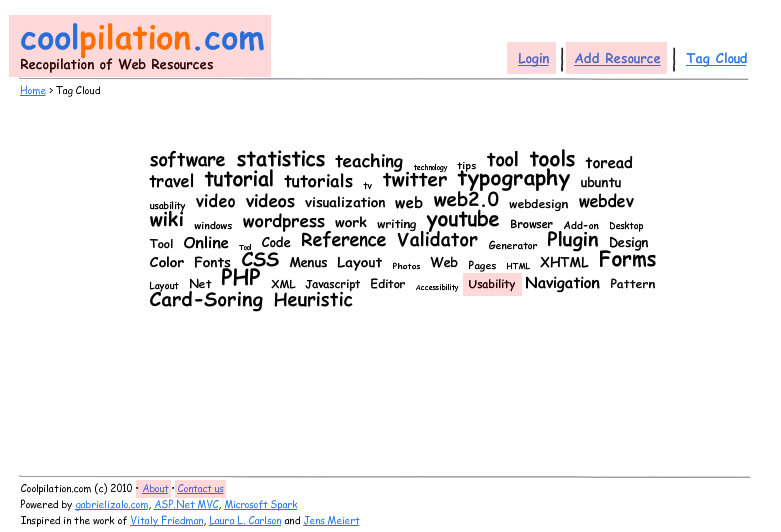 coolpilation.com
Recopilation of Web Resources
Login | Add Resource | Tag Cloud
Home > Tag Cloud
software statistics teaching technology tips tool tools toread
travel tutorial tutorials tv twitter typography ubuntu
usability video videos visualization web web2.0 webdesign webdev
wiki windows wordpress work writing youtube Browser Add-on Desktop
Tool Online Tool Code Reference Validator Generator Plugin Design
Color Fonts CSS Menus Layout Photos Web Pages HTML XHTML Forms
Layout Net PHP XML Javascript Editor Accessibility Usability Navigation Pattern
Card-Soring Heuristic
Coolpilation.com (c) 2010 • About • Contact us
Powered by gabrielizalo.com, ASP.Net MVC, Microsoft Spark
Inspired in the work of Vitaly Friedman, Laura L. Carlson and Jens Meiert